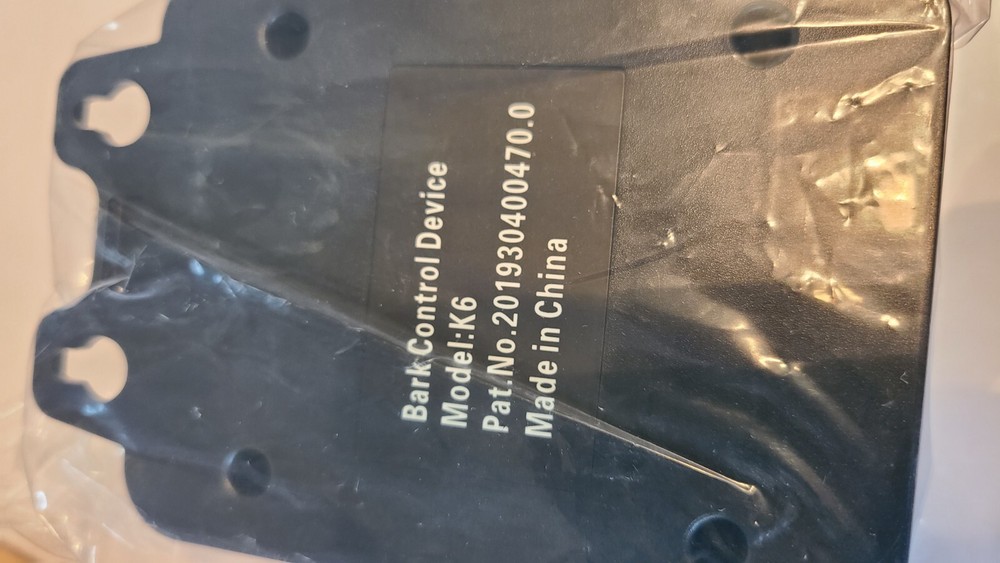 Bark Control Device
Model:K6
Pat.No.201930400470.0
Made in China